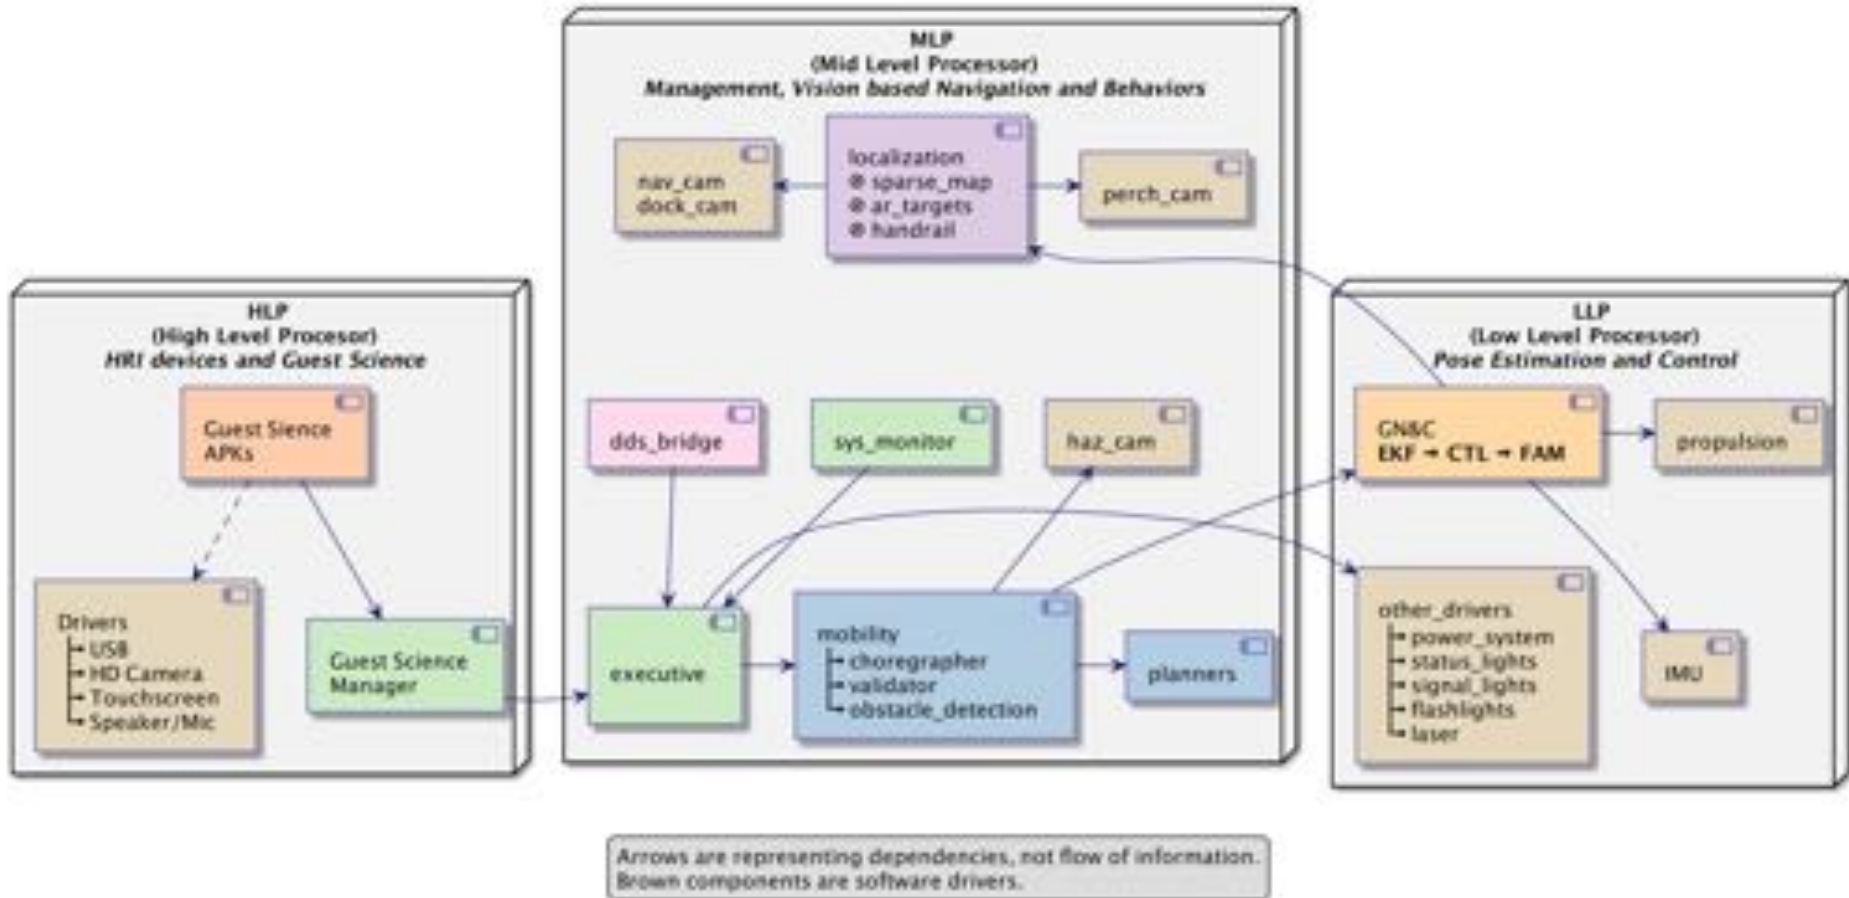 MLP
(Mid Level Processor)
Management, Vision based Navigation and Behaviors
nav_cam
dock_cam
localization
⊘ sparse_map
⊘ ar_targets
⊘ handrail
perch_cam
HLP
(High Level Procesor)
HRI devices and Guest Science
Guest Sience
APKs
Drivers
USB
HD Camera
Touchscreen
Speaker/Mic
Guest Science
Manager
dds_bridge
sys_monitor
haz_cam
executive
mobility
choregrapher
validator
obstacle_detection
planners
LLP
(Low Level Processor)
Pose Estimation and Control
GN&C
EKF → CTL → FAM
propulsion
other_drivers
power_system
status_lights
signal_lights
flashlights
laser
IMU
Arrows are representing dependencies, not flow of information.
Brown components are software drivers.